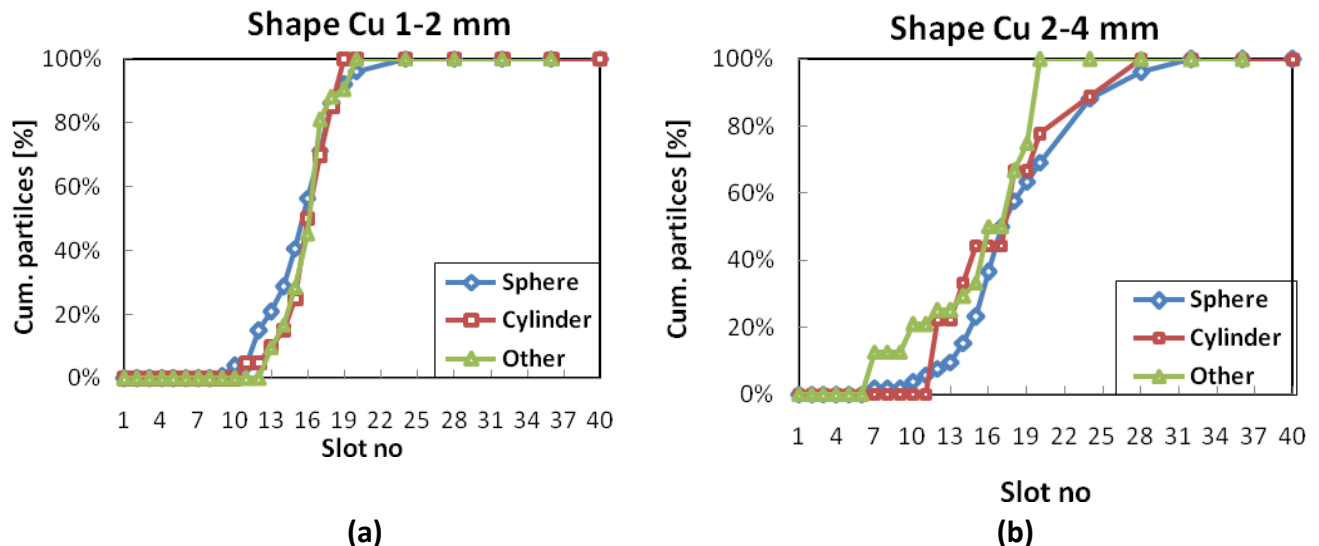 Shape Cu 1-2 mm
100%
80%
60%
40%
20%
0%
Cum. partilces [%]
Sphere
Cylinder
Other
1 4 7 10 13 16 19 22 25 28 31 34 37 40
Slot no
(a)
Shape Cu 2-4 mm
100%
80%
60%
40%
20%
0%
Cum. partilces [%]
Sphere
Cylinder
Other
1 4 7 10 13 16 19 22 25 28 31 34 37 40
Slot no
(b)